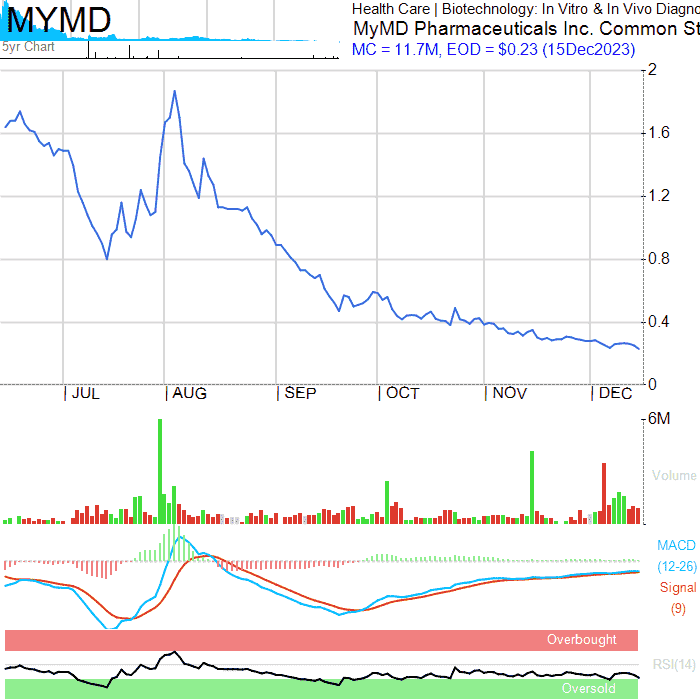 MYMD
5yr Chart
Health Care | Biotechnology: In Vitro & In Vivo Diagno
MyMD Pharmaceuticals Inc. Common St
MC = 11.7M, EOD = $0.23 (15Dec2023)
2
1.6
1.2
0.8
0.4
0
JUL AUG SEP OCT NOV DEC
6M
Volume
MACD
(12-26)
Signal
(9)
Overbought
RSI(14)
Oversold